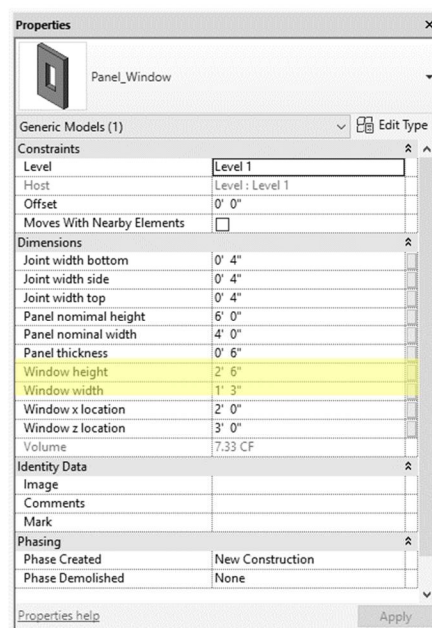 Properties
Panel_Window
Generic Models (1) Edit Type
Constraints
Level Level 1
Host Level : Level 1
Offset 0' 0"
Moves With Nearby Elements
Dimensions
Joint width bottom 0' 4"
Joint width side 0' 4"
Joint width top 0' 4"
Panel nomimal height 6' 0"
Panel nominal width 4' 0"
Panel thickness 0' 6"
Window height 2' 6"
Window width 1' 3"
Window x location 2' 0"
Window z location 3' 0"
Volume 7.33 CF
Identity Data
Image
Comments
Mark
Phasing
Phase Created New Construction
Phase Demolished None
Properties help Apply